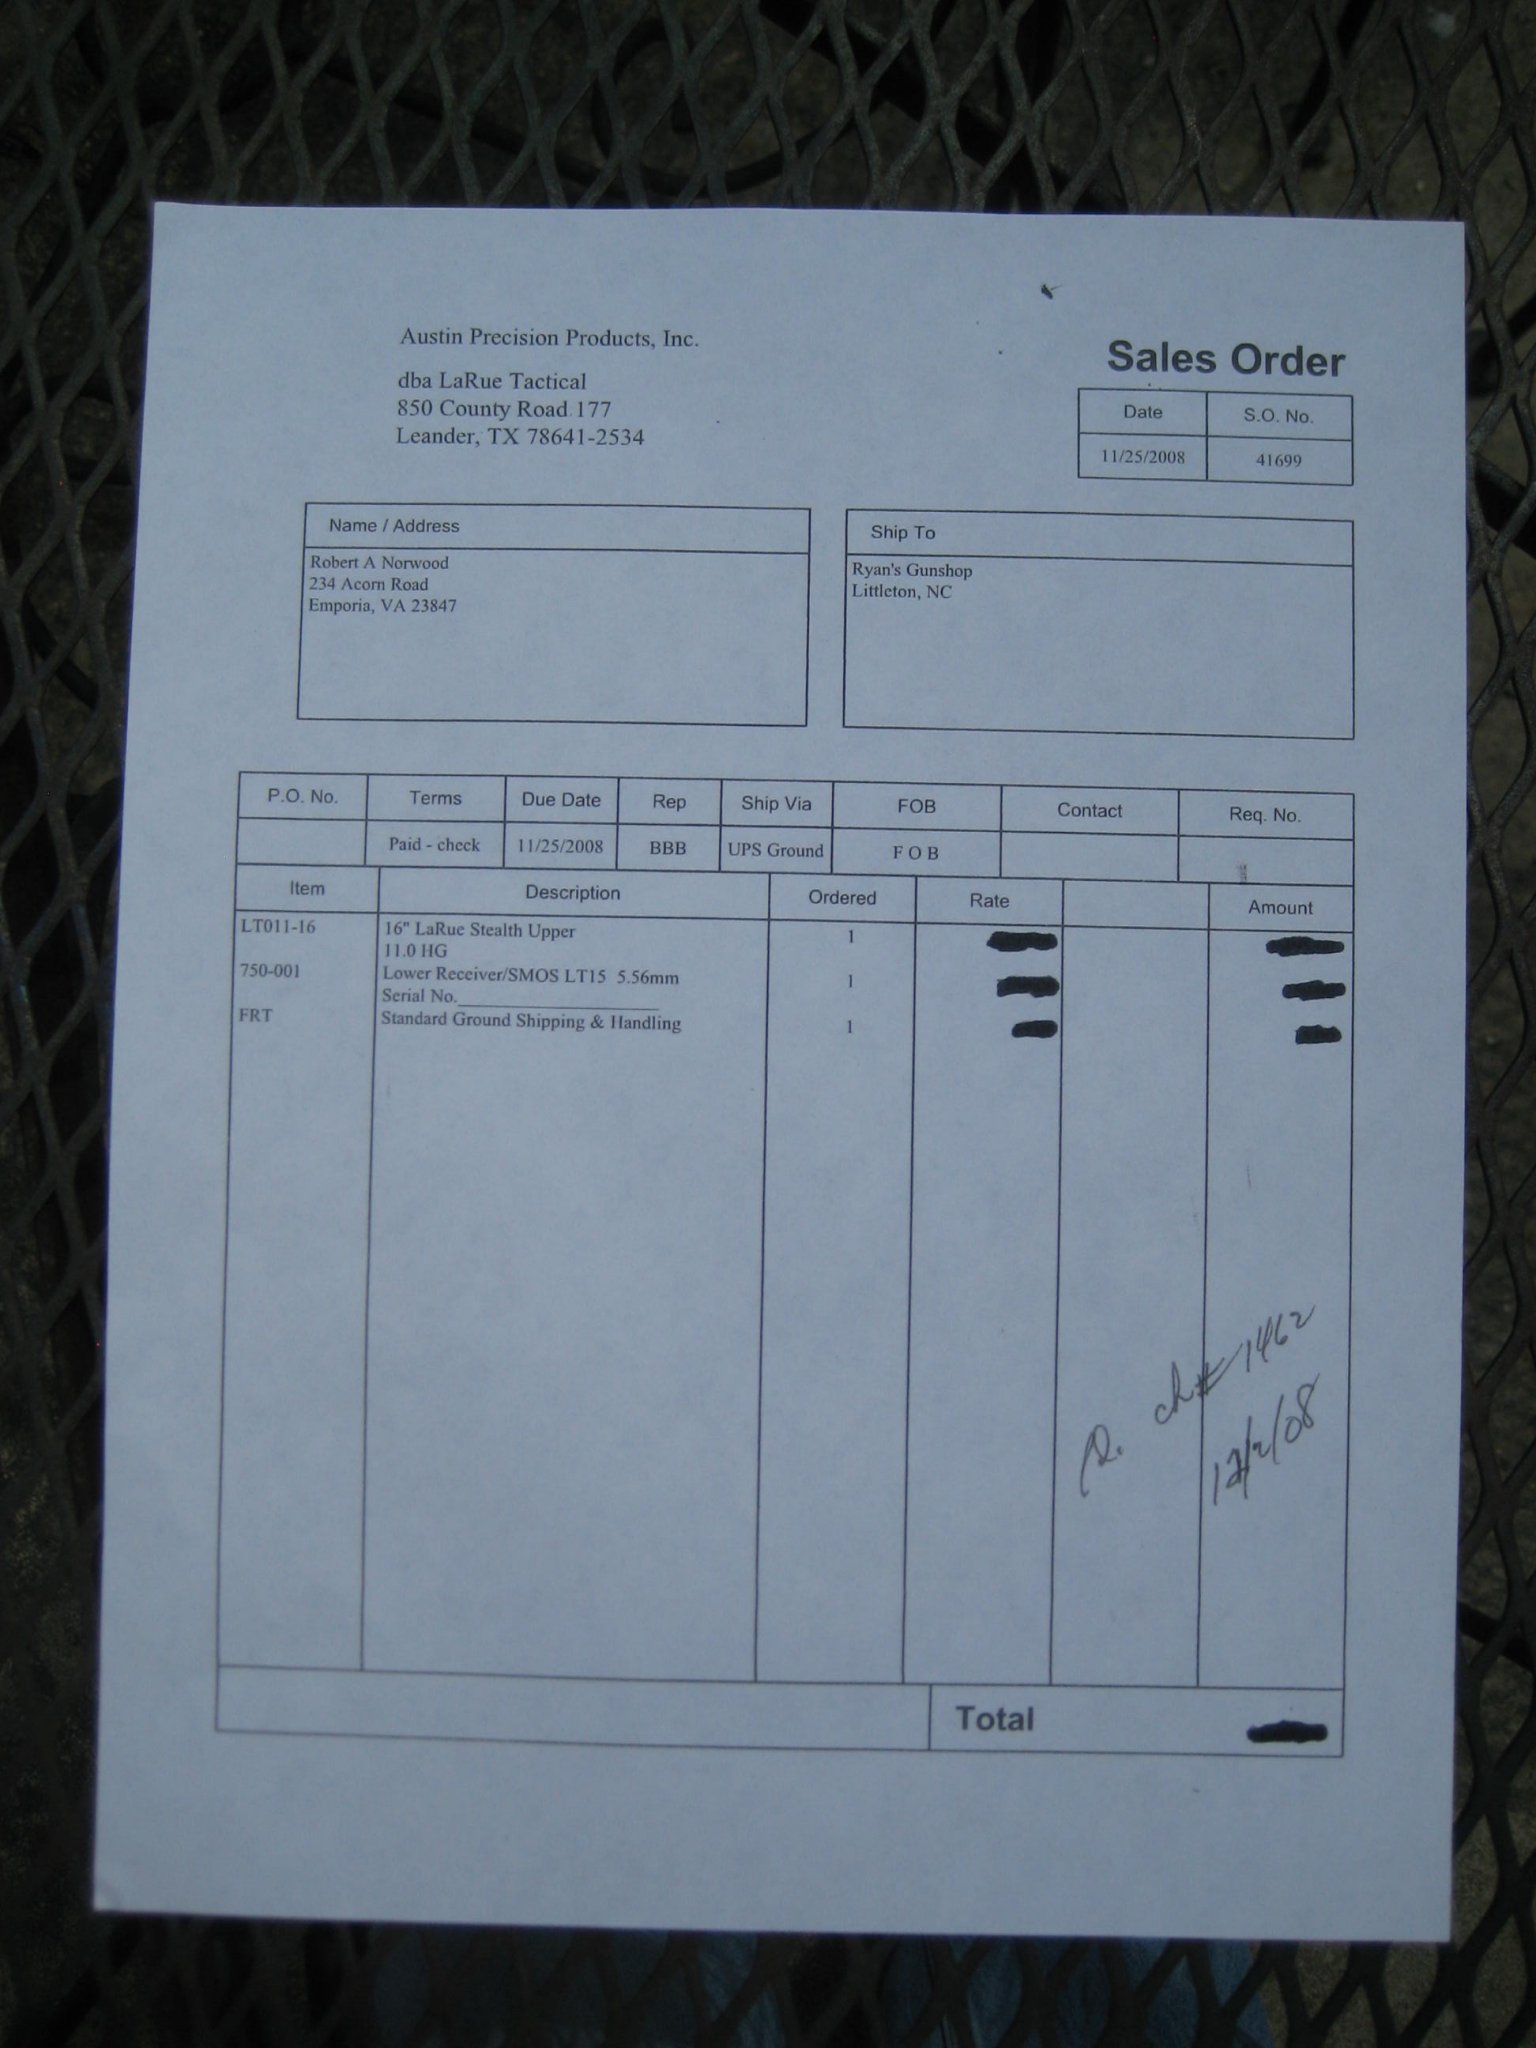 Austin Precision Products, Inc.
dba LaRue Tactical
850 County Road 177
Leander, TX 78641-2534
Sales Order
Date S.O. No.
11/25/2008 41699
Name / Address
Robert A Norwood
234 Acorn Road
Emporia, VA 23847
Ship To
Ryan's Gunshop
Littleton, NC
P.O. No. Terms Due Date Rep Ship Via FOB Contact Req. No.
Paid - check 11/25/2008 BBB UPS Ground F O B
Item Description Ordered Rate Amount
LT011-16 16" LaRue Stealth Upper 1
11.0 HG
750-001 Lower Receiver/SMOS LT15 5.56mm 1
Serial No.
FRT Standard Ground Shipping & Handling 1
ch# 1462
12/2/08
Total